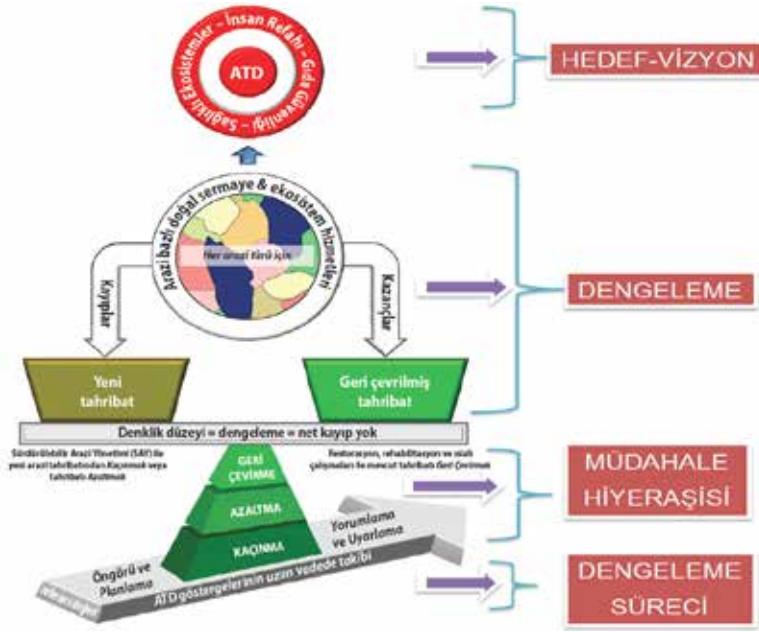 Sağlıklı Ekosistemler – İnsan Refahı – Gıda Güvenliği –
ATD
HEDEF-VİZYON
Arazi bazlı doğal sermaye & ekosistem hizmetleri
Her arazi türü için
Kayıplar
Kazançlar
DENGELEME
Yeni
tahribat
Geri çevrilmiş
tahribat
Denklik düzeyi = dengeleme = net kayıp yok
Sürdürülebilir Arazi Yönetimi (SAY) ile
yeni arazi tahribatından Kaçınmak veya
tahribatı Azaltmak
Restorasyon, rehabilitasyon ve ıslah
çalışmaları ile mevcut tahribatı Geri Çevirmek
GERİ
ÇEVİRME
AZALTMA
KAÇINMA
MÜDAHALE
HİYERAŞİSİ
Öngörü ve
Planlama
Yorumlama
ve Uyarlama
ATD göstergelerinin uzun vadede takibi
DENGELEME
SÜRECİ